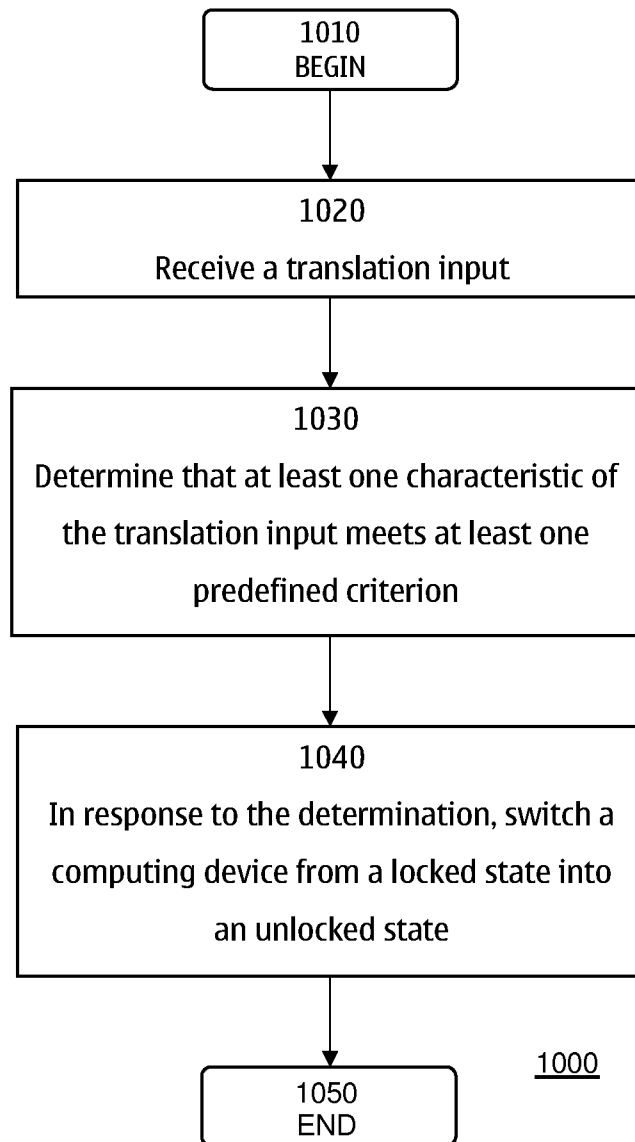 1010
BEGIN
1020
Receive a translation input
1030
Determine that at least one characteristic of
the translation input meets at least one
predefined criterion
1040
In response to the determination, switch a
computing device from a locked state into
an unlocked state
1000
1050
END